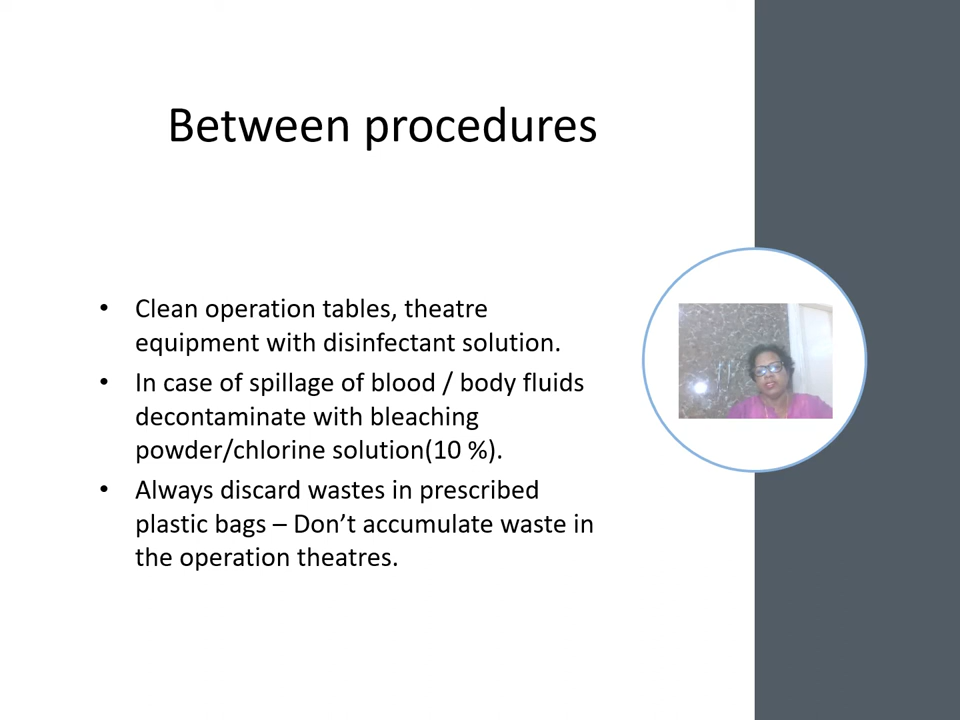 Between procedures
• Clean operation tables, theatre
equipment with disinfectant solution.
• In case of spillage of blood / body fluids
decontaminate with bleaching
powder/chlorine solution(10 %).
• Always discard wastes in prescribed
plastic bags – Don’t accumulate waste in
the operation theatres.